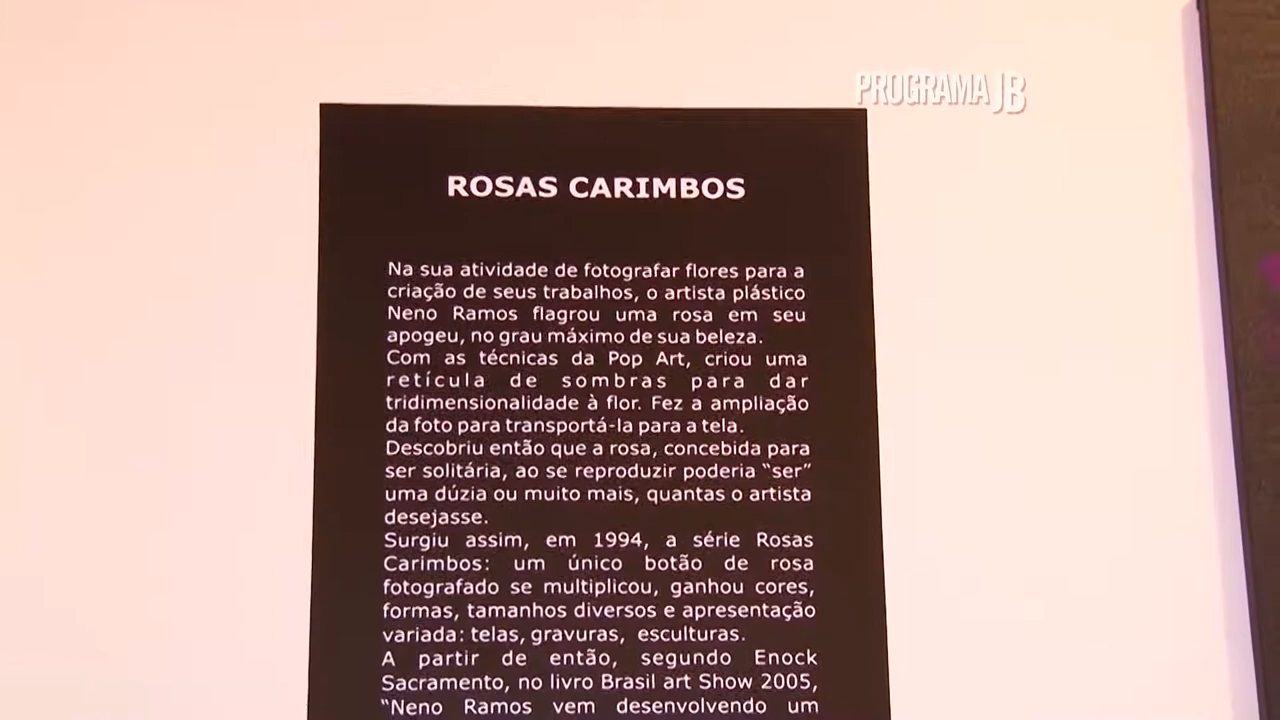 PROGRAMA JB
ROSAS CARIMBOS
Na sua atividade de fotografar flores para a
criação de seus trabalhos, o artista plástico
Neno Ramos flagrou uma rosa em seu
apogeu, no grau máximo de sua beleza.
Com as técnicas da Pop Art, criou uma
retícula de sombras para dar
tridimensionalidade à flor. Fez a ampliação
da foto para transportá-la para a tela.
Descobriu então que a rosa, concebida para
ser solitária, ao se reproduzir poderia “ser”
uma dúzia ou muito mais, quantas o artista
desejasse.
Surgiu assim, em 1994, a série Rosas
Carimbos: um único botão de rosa
fotografado se multiplicou, ganhou cores,
formas, tamanhos diversos e apresentação
variada: telas, gravuras, esculturas.
A partir de então, segundo Enock
Sacramento, no livro Brasil art Show 2005,
“Neno Ramos vem desenvolvendo um